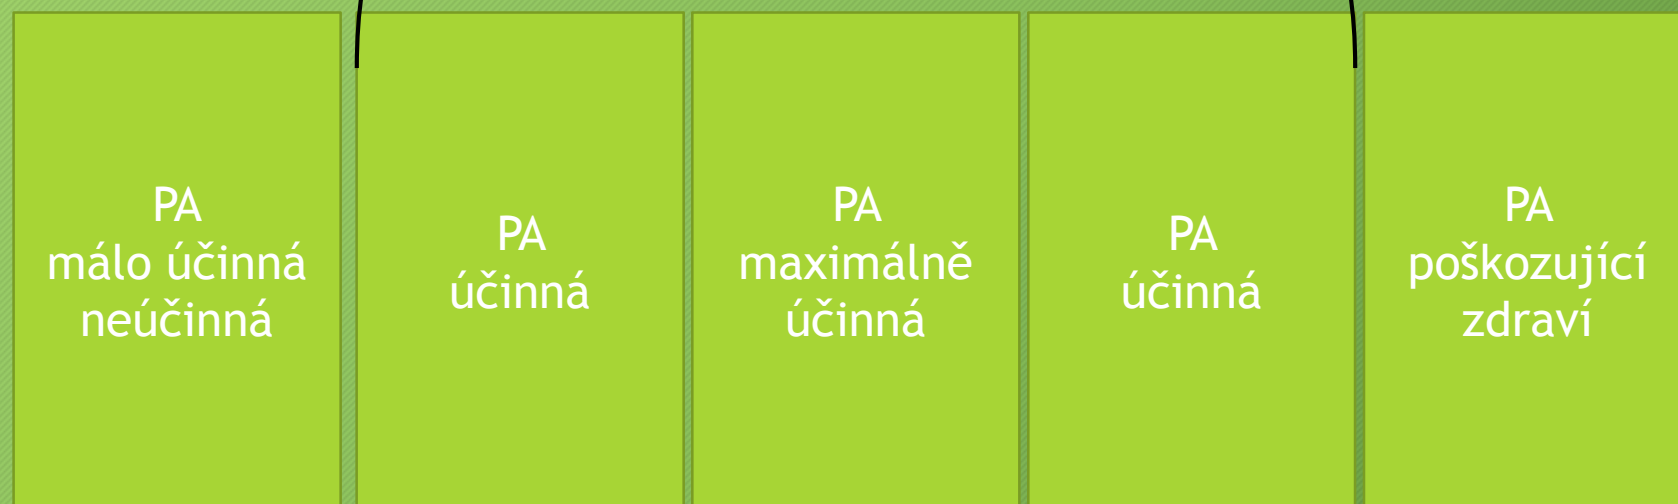 PA
málo účinná
neúčinná
PA
účinná
PA
maximálně
účinná
PA
účinná
PA
poškozující
zdraví